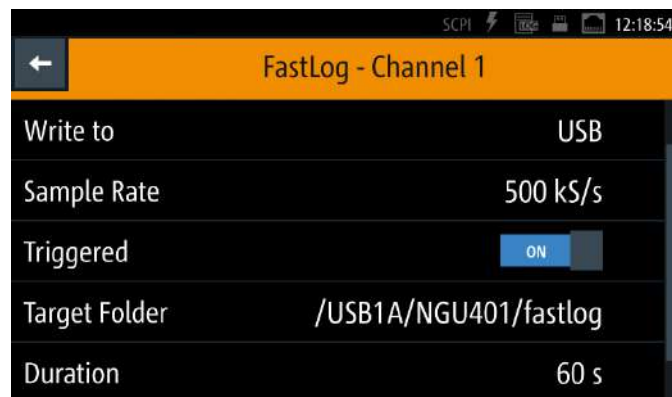 SCPI 12:18:54
FastLog - Channel 1
Write to USB
Sample Rate 500 kS/s
Triggered ON
Target Folder /USB1A/NGU401/fastlog
Duration 60 s